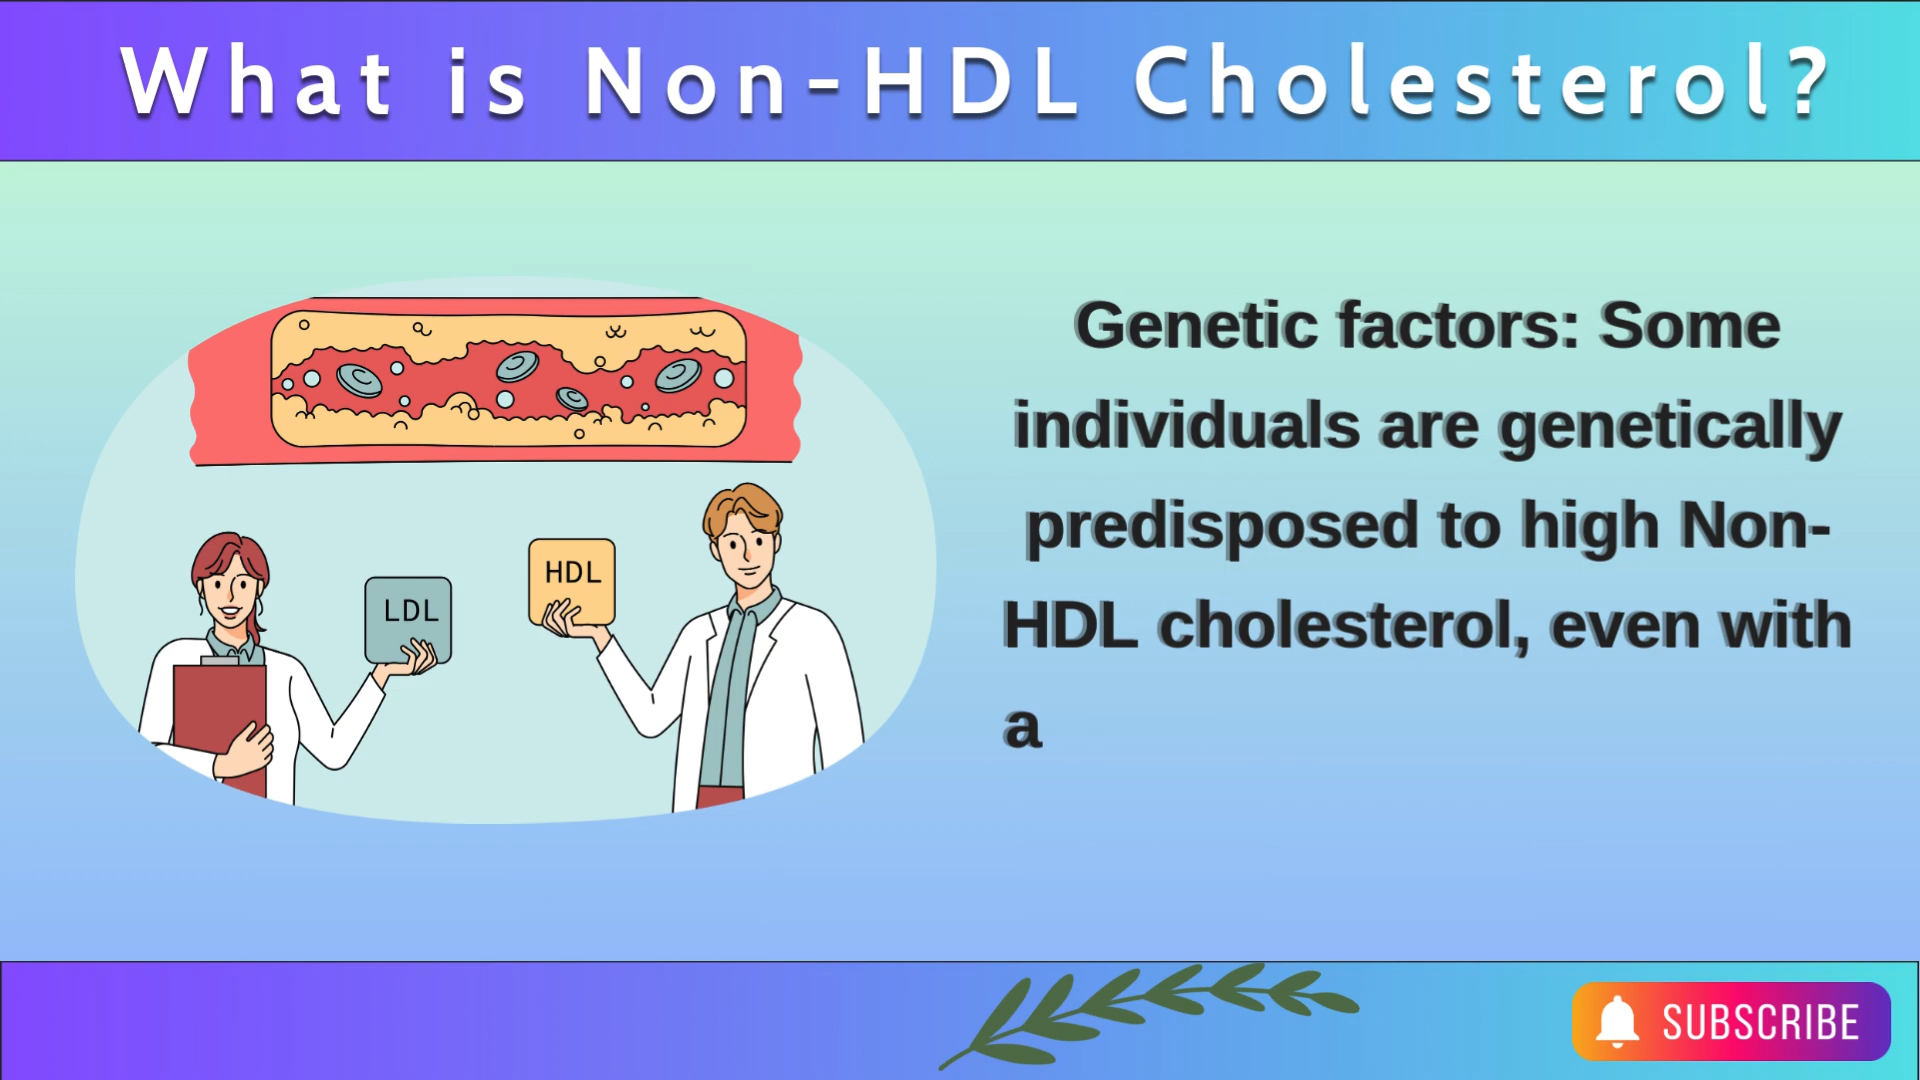 What is Non-HDL Cholesterol?
Genetic factors: Some
individuals are genetically
predisposed to high Non-
HDL cholesterol, even with
a
LDL
HDL
SUBSCRIBE